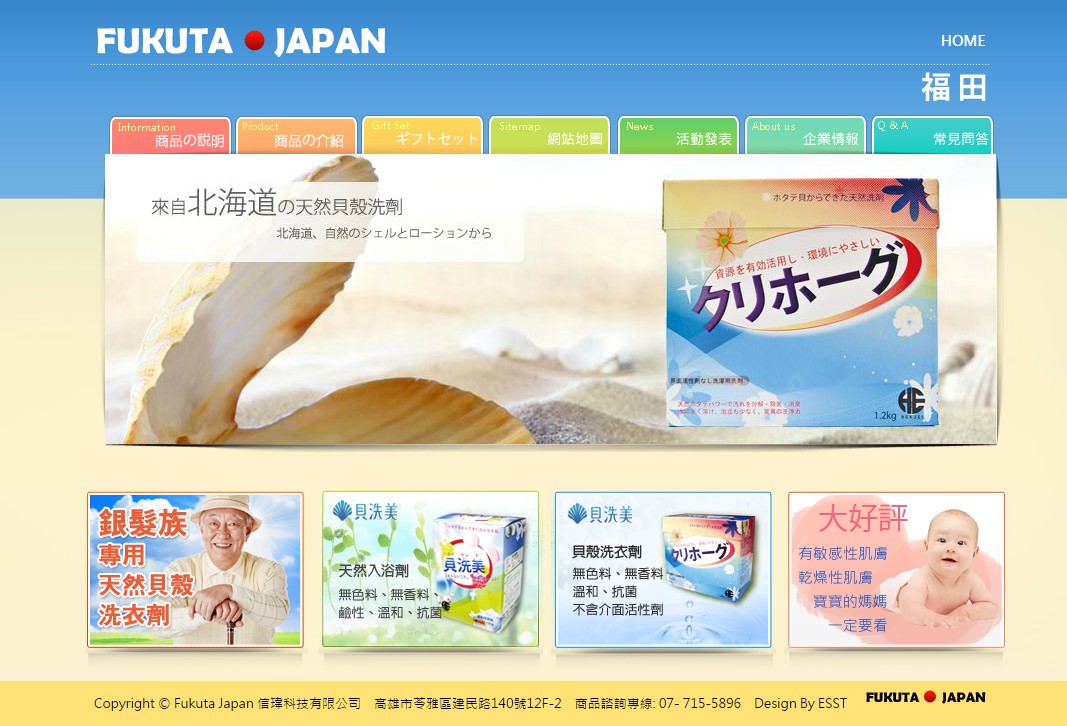 FUKUTA JAPAN
HOME
福田
Information
商品の説明
Product
商品の介紹
Gift Set
ギフトセット
Sitemap
網站地圖
News
活動發表
About us
企業情報
Q & A
常見問答
來自北海道の天然貝殼洗劑
北海道、自然のシェルとローションから
ホタテ貝からできた天然洗剤
資源を有効活用し・環境にやさしい
クリホーグ
界面活性剤なし洗濯用洗剤
1.2kg
銀髮族
專用
天然貝殼
洗衣劑
貝洗美
天然入浴劑
無色料、無香料、
鹼性、溫和、抗菌
貝洗美
貝洗美
貝殼洗衣劑
無色料、無香料
溫和、抗菌
不含介面活性劑
クリホーグ
大好評
有敏感性肌膚
乾燥性肌膚
寶寶的媽媽
一定要看
Copyright © Fukuta Japan 信瑋科技有限公司 高雄市苓雅區建民路140號12F-2 商品諮詢專線: 07- 715-5896 Design By ESST
FUKUTA JAPAN